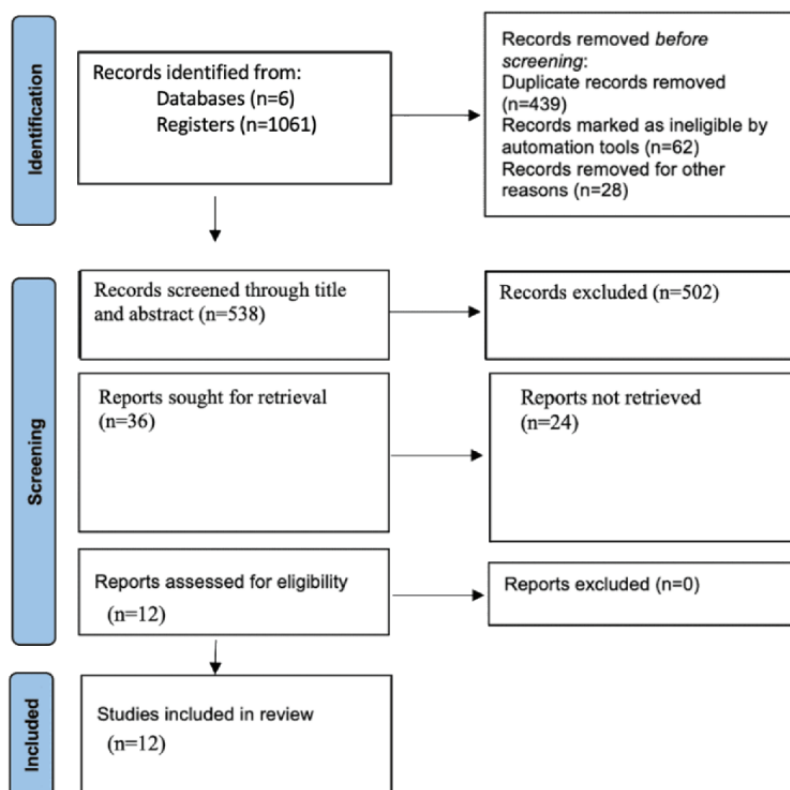 Identification
Records identified from:
Databases (n=6)
Registers (n=1061)
Records removed before
screening:
Duplicate records removed
(n=439)
Records marked as ineligible by
automation tools (n=62)
Records removed for other
reasons (n=28)
Screening
Records screened through title
and abstract (n=538)
Records excluded (n=502)
Reports sought for retrieval
(n=36)
Reports not retrieved
(n=24)
Reports assessed for eligibility
(n=12)
Reports excluded (n=0)
Included
Studies included in review
(n=12)